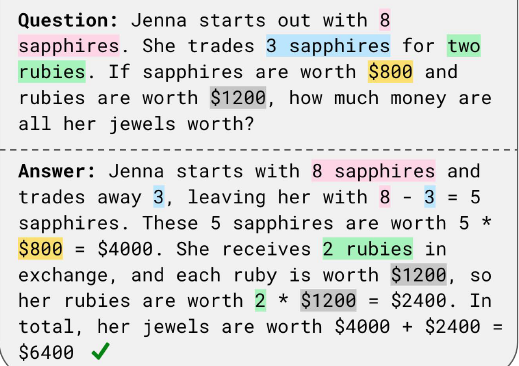 Question: Jenna starts out with 8
sapphires. She trades 3 sapphires for two
rubies. If sapphires are worth $800 and
rubies are worth $1200, how much money are
all her jewels worth?
Answer: Jenna starts with 8 sapphires and
trades away 3, leaving her with 8 - 3 = 5
sapphires. These 5 sapphires are worth 5 *
$800 = $4000. She receives 2 rubies in
exchange, and each ruby is worth $1200, so
her rubies are worth 2 * $1200 = $2400. In
total, her jewels are worth $4000 + $2400 =
$6400 ✓